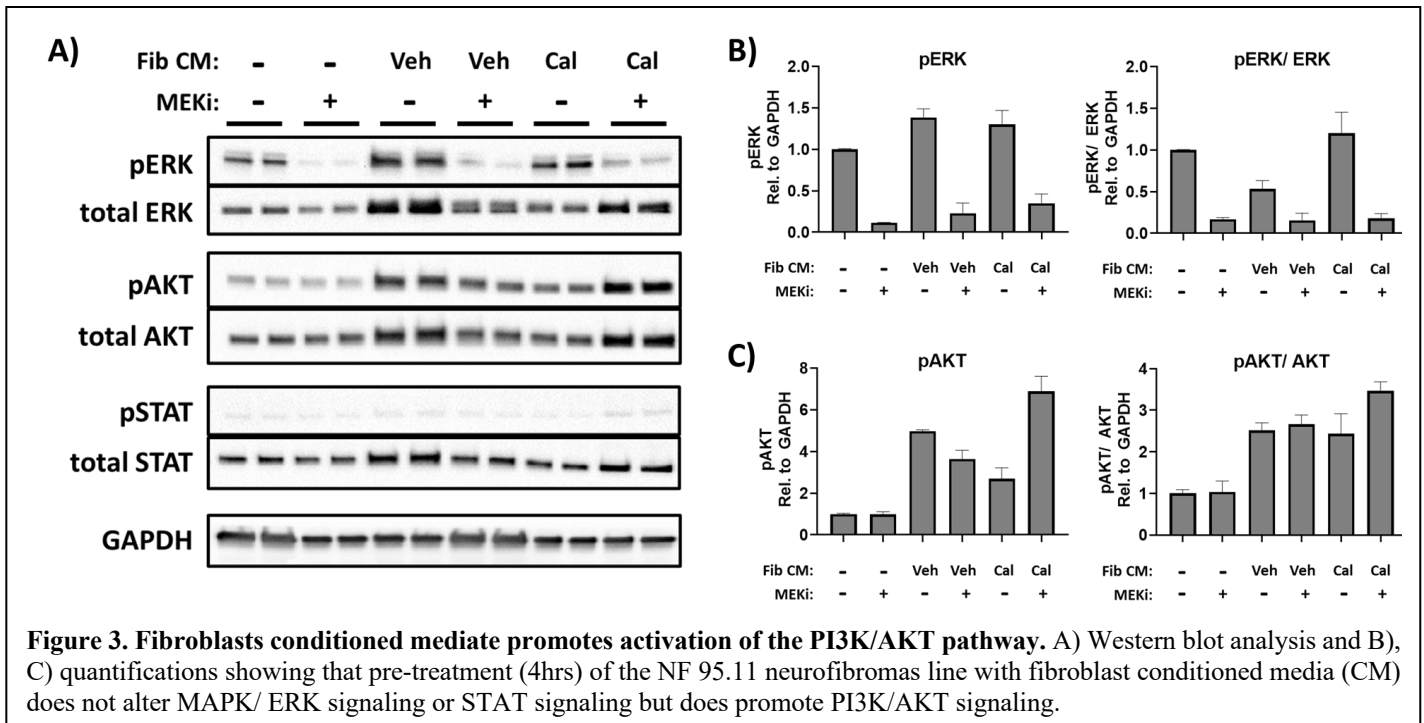 A)
Fib CM: - - Veh Veh Cal Cal
MEKi: - + - + - +
pERK
total ERK
pAKT
total AKT
pSTAT
total STAT
GAPDH
B)
pERK
pERK
Rel. to GAPDH
2.0
1.5
1.0
0.5
0.0
Fib CM: - - Veh Veh Cal Cal
MEKi: - + - + - +
pERK/ ERK
pERK/ ERK
Rel. to GAPDH
2.0
1.5
1.0
0.5
0.0
Fib CM: - - Veh Veh Cal Cal
MEKi: - + - + - +
C)
pAKT
pAKT
Rel. to GAPDH
8
6
4
2
0
Fib CM: - - Veh Veh Cal Cal
MEKi: - + - + - +
pAKT/ AKT
pAKT/ AKT
Rel. to GAPDH
4
3
2
1
0
Fib CM: - - Veh Veh Cal Cal
MEKi: - + - + - +
Figure 3. Fibroblasts conditioned mediate promotes activation of the PI3K/AKT pathway. A) Western blot analysis and B),
C) quantifications showing that pre-treatment (4hrs) of the NF 95.11 neurofibromas line with fibroblast conditioned media (CM)
does not alter MAPK/ ERK signaling or STAT signaling but does promote PI3K/AKT signaling.